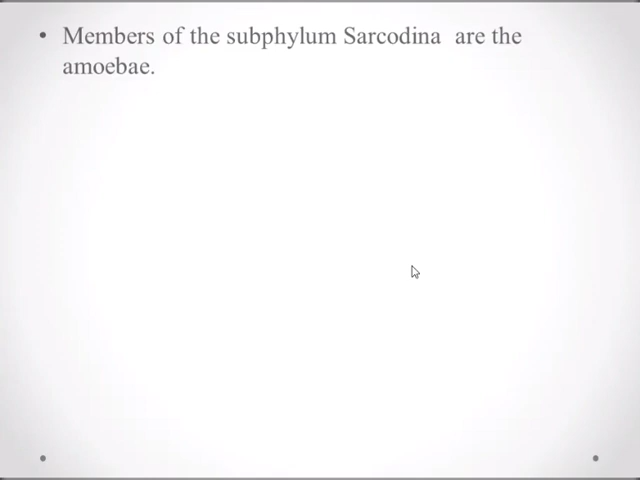 • Members of the subphylum Sarcodina are the
amoebae.